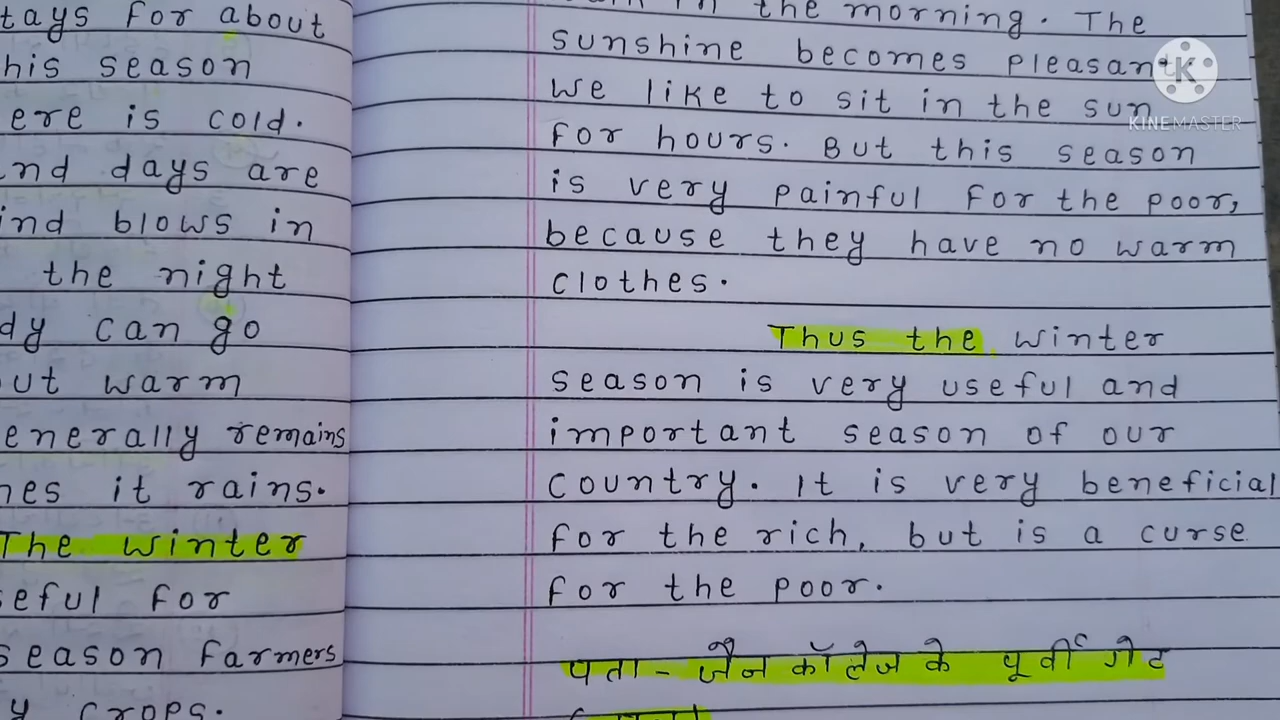 tays for about
his season
ere is cold.
nd days are
ind blows in
the night
dy can go
ut warm
enerally remains
hes it rains.
The winter
eful for
season farmers
y crops.
in the morning. The
sunshine becomes pleasant.
We like to sit in the sun
for hours. But this season
is very painful for the poor,
because they have no warm
clothes.
Thus the winter
season is very useful and
important season of our
country. It is very beneficial
for the rich, but is a curse
for the poor.
पता - जैन कॉलेज के पूर्वी गेट
K
KINEMASTER